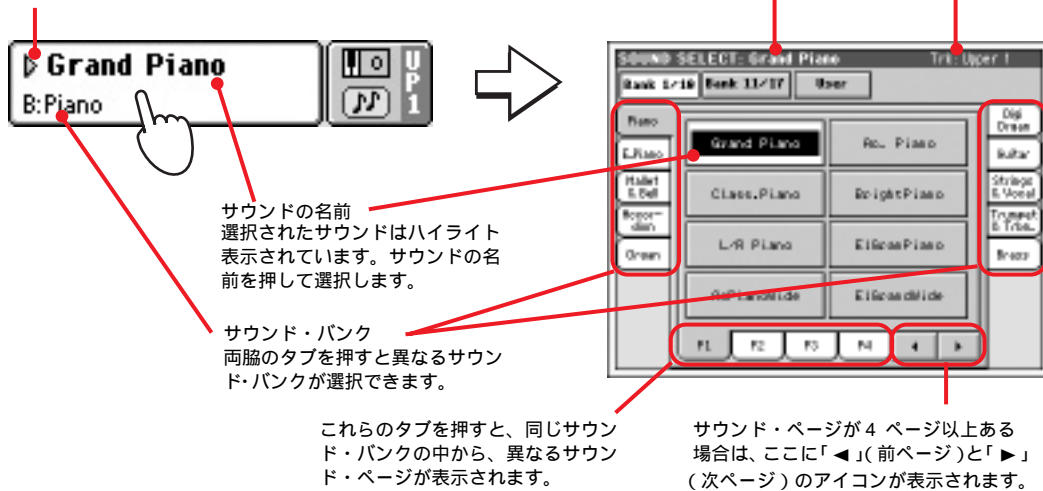 Grand Piano
B:Piano
UP1
SOUND SELECT: Grand Piano
Trk: Upper 1
Bank 1/10
Bank 11/17
User
Piano
E.Piano
Mallet
& Bell
Accor-
dion
Organ
Grand Piano
Ac. Piano
Class.Piano
BrightPiano
L/R Piano
ElGranPiano
AcPianoWide
ElGrandWide
Digi
Organ
Guitar
Strings
& Vocal
Trumpet
& Trbn.
Brass
P1
P2
P3
P4
サウンドの名前
選択されたサウンドはハイライト
表示されています。サウンドの名
前を押して選択します。
サウンド・バンク
両脇のタブを押すと異なるサウン
ド・バンクが選択できます。
これらのタブを押すと、同じサウン
ド・バンクの中から、異なるサウン
ド・ページが表示されます。
サウンド・ページが 4 ページ以上ある
場合は、ここに「 ◀ 」( 前ページ )と「 ▶ 」
( 次ページ ) のアイコンが表示されます。